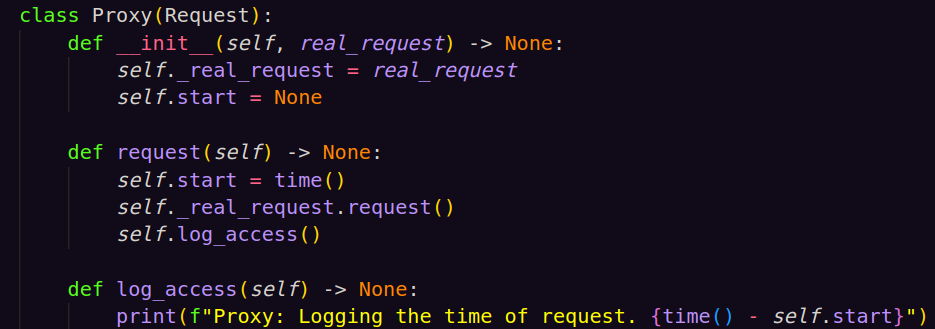 class Proxy(Request):
    def __init__(self, real_request) -> None:
        self._real_request = real_request
        self.start = None

    def request(self) -> None:
        self.start = time()
        self._real_request.request()
        self.log_access()

    def log_access(self) -> None:
        print(f"Proxy: Logging the time of request. {time() - self.start}")